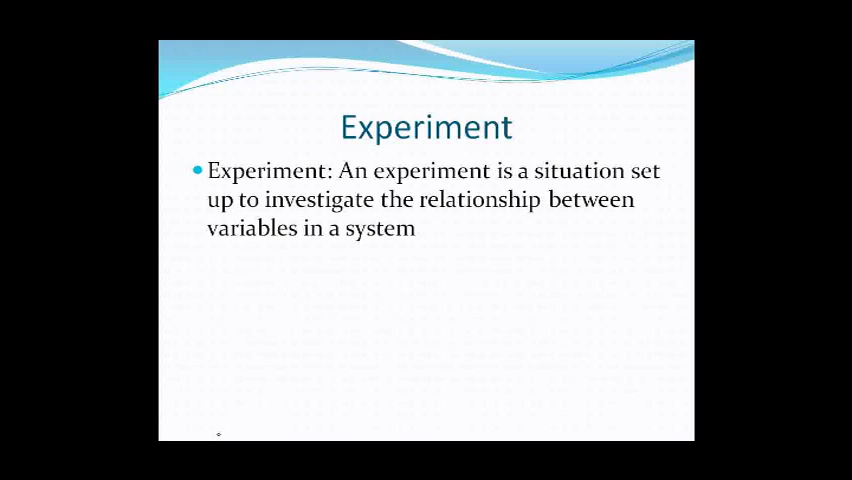 Experiment
Experiment: An experiment is a situation set
up to investigate the relationship between
variables in a system